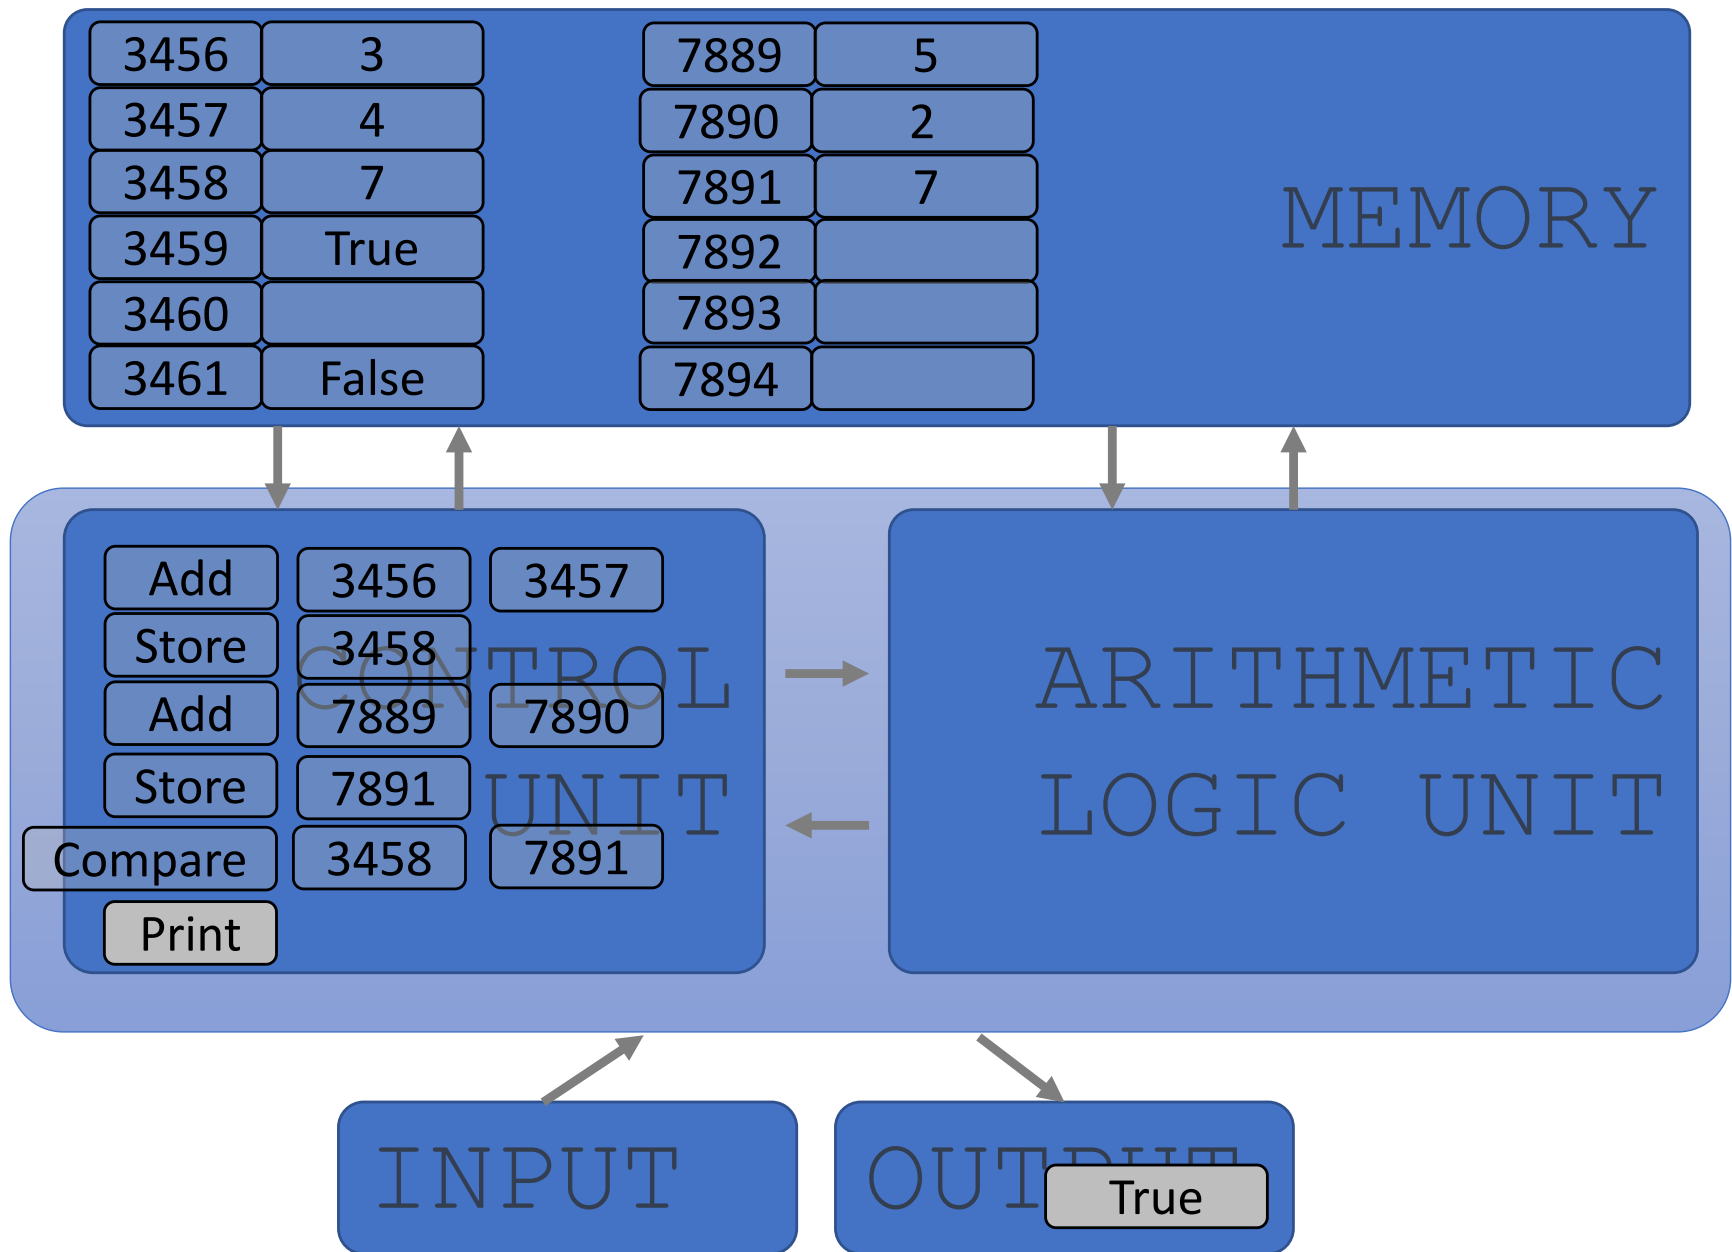 3456 3
3457 4
3458 7
3459 True
3460
3461 False
7889 5
7890 2
7891 7
7892
7893
7894
MEMORY
Add 3456 3457
Store 3458
Add 7889 7890
Store 7891
Compare 3458 7891
Print
CONTROL
UNIT
ARITHMETIC
LOGIC UNIT
INPUT
OUTPUT
True